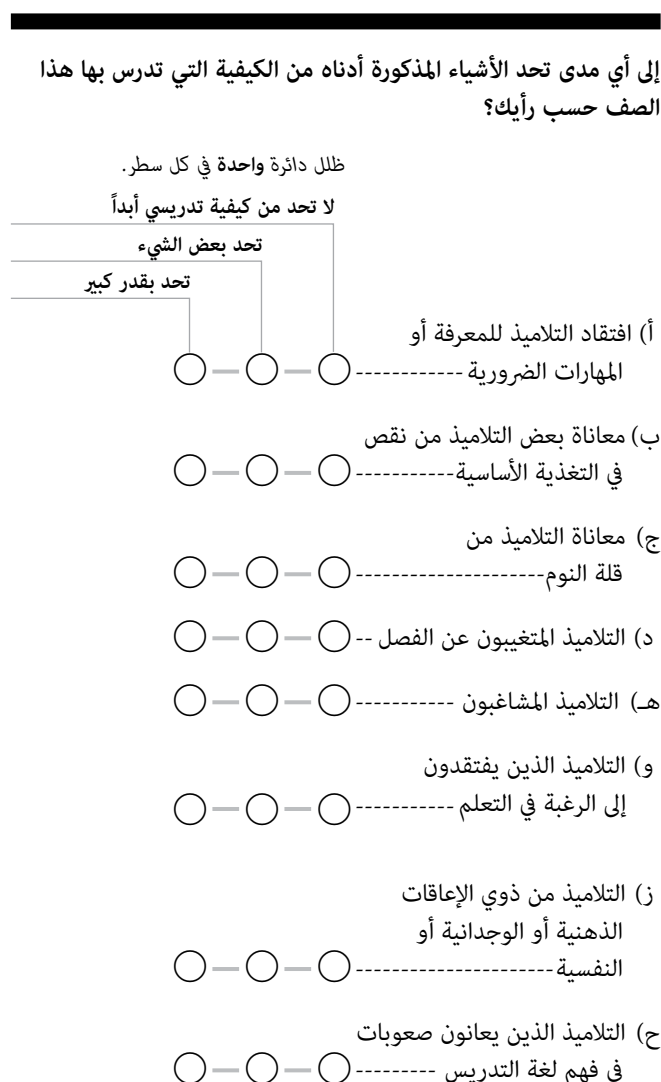 إلى أي مدى تحد الأشياء المذكورة أدناه من الكيفية التي تدرس بها هذا
الصف حسب رأيك؟
ظلل دائرة واحدة في كل سطر.
لا تحد من كيفية تدريسي أبداً
تحد بعض الشيء
تحد بقدر كبير
أ) افتقاد التلاميذ للمعرفة أو
المهارات الضرورية ------------
ب) معاناة بعض التلاميذ من نقص
في التغذية الأساسية-----------
ج) معاناة التلاميذ من
قلة النوم---------------------
د) التلاميذ المتغيبون عن الفصل --
هـ) التلاميذ المشاغبون -----------
و) التلاميذ الذين يفتقدون
إلى الرغبة في التعلم -----------
ز) التلاميذ من ذوي الإعاقات
الذهنية أو الوجدانية أو
النفسية----------------------
ح) التلاميذ الذين يعانون صعوبات
في فهم لغة التدريس ---------